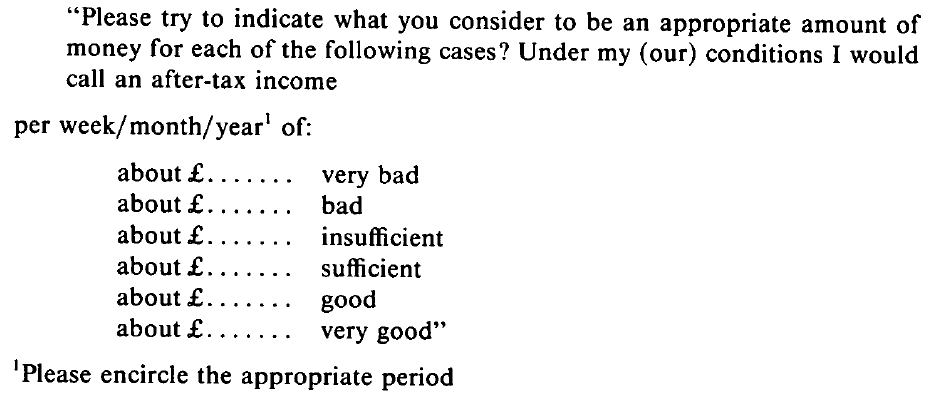 “Please try to indicate what you consider to be an appropriate amount of
money for each of the following cases? Under my (our) conditions I would
call an after-tax income
per week/month/year¹ of:
about £....... very bad
about £....... bad
about £....... insufficient
about £....... sufficient
about £....... good
about £....... very good”
¹Please encircle the appropriate period